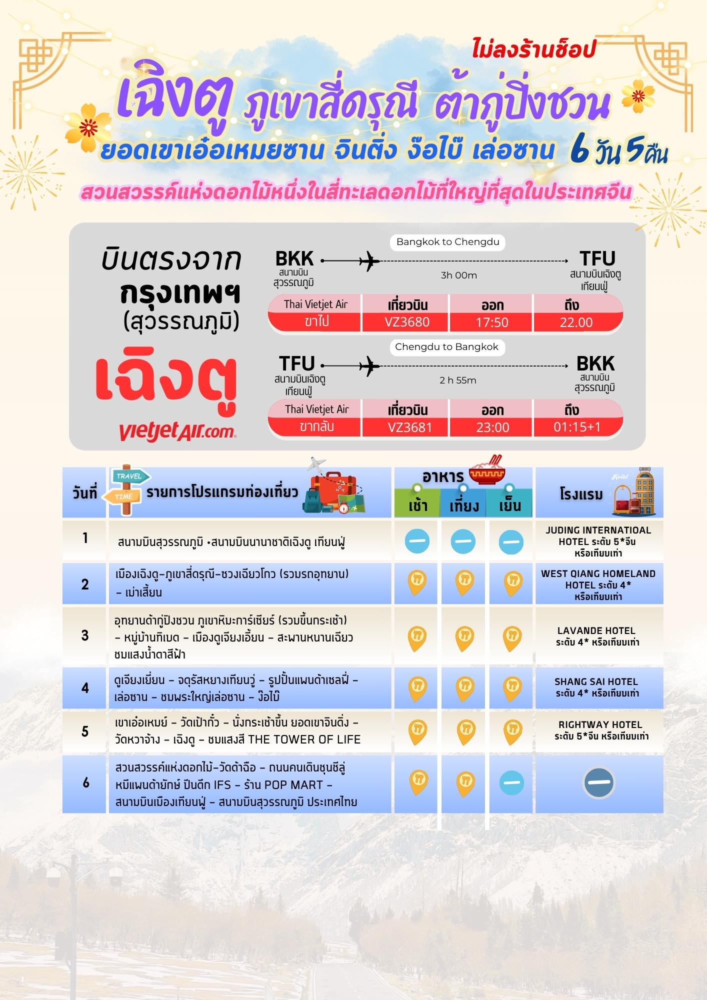 ไม่ลงร้านช็อป
เฉิงตู ภูเขาสี่ดรุณี ต้ากู่ปิ่งชวน
ยอดเขาเอ๋อเหมยซาน จินติ่ง ง๊อไบ๊ เล่อซาน 6 วัน 5 คืน
สวนสวรรค์แห่งดอกไม้หนึ่งในสี่ทะเลดอกไม้ที่ใหญ่ที่สุดในประเทศจีน
บินตรงจาก
กรุงเทพฯ
(สุวรรณภูมิ)
เฉิงตู
vietjetAir.com
Bangkok to Chengdu
BKK
สนามบิน
สุวรรณภูมิ
3h 00m
TFU
สนามบินเฉิงตู
เทียนฟู่
Thai Vietjet Air เที่ยวบิน ออก ถึง
ขาไป VZ3680 17:50 22.00
Chengdu to Bangkok
TFU
สนามบินเฉิงตู
เทียนฟู่
2 h 55m
BKK
สนามบิน
สุวรรณภูมิ
Thai Vietjet Air เที่ยวบิน ออก ถึง
ขากลับ VZ3681 23:00 01:15+1
วันที่
TRAVEL
TIME
รายการโปรแกรมท่องเที่ยว
อาหาร
เช้า เที่ยง เย็น
โรงแรม
Hotel
1
สนามบินสุวรรณภูมิ •สนามบินนานาชาติเฉิงตู เทียนฟู่
JUDING INTERNATIOAL
HOTEL ระดับ 5*จีน
หรือเทียบเท่า
2
เมืองเฉิงตู-ภูเขาสี่ดรุณี-ซวงเฉียวโกว (รวมรถอุทยาน)
- เม่าเสี้ยน
WEST QIANG HOMELAND
HOTEL ระดับ 4*
หรือเทียบเท่า
3
อุทยานต้ากู่ปิงชวน ภูเขาหิมะการ์เซียร์ (รวมขึ้นกระเช้า)
- หมู่บ้านทิเบต - เมืองตูเจียงเอี้ยน - สะพานหนานเฉียว
ชมแสงน้ำตาสีฟ้า
LAVANDE HOTEL
ระดับ 4* หรือเทียบเท่า
4
ตูเจียงเยี่ยน - จตุรัสหยางเทียนวู่ - รูปปั้นแพนด้าเซลฟี่ -
เล่อซาน - ชมพระใหญ่เล่อซาน - ง๊อไบ๊
SHANG SAI HOTEL
ระดับ 4* หรือเทียบเท่า
5
เขาเอ๋อเหมย์ - วัดเป้ากั๋ว - นั่งกระเช้าขึ้น ยอดเขาจินติ่ง -
วัดหวาจ้าง - เฉิงตู - ชมแสงสี THE TOWER OF LIFE
RIGHTWAY HOTEL
ระดับ 5*จีน หรือเทียบเท่า
6
สวนสวรรค์แห่งดอกไม้-วัดต้าฉือ - ถนนคนเดินชุนซีลู่
หมีแพนด้ายักษ์ ปีนตึก IFS - ร้าน POP MART -
สนามบินเมืองเทียนฟู่ - สนามบินสุวรรณภูมิ ประเทศไทย